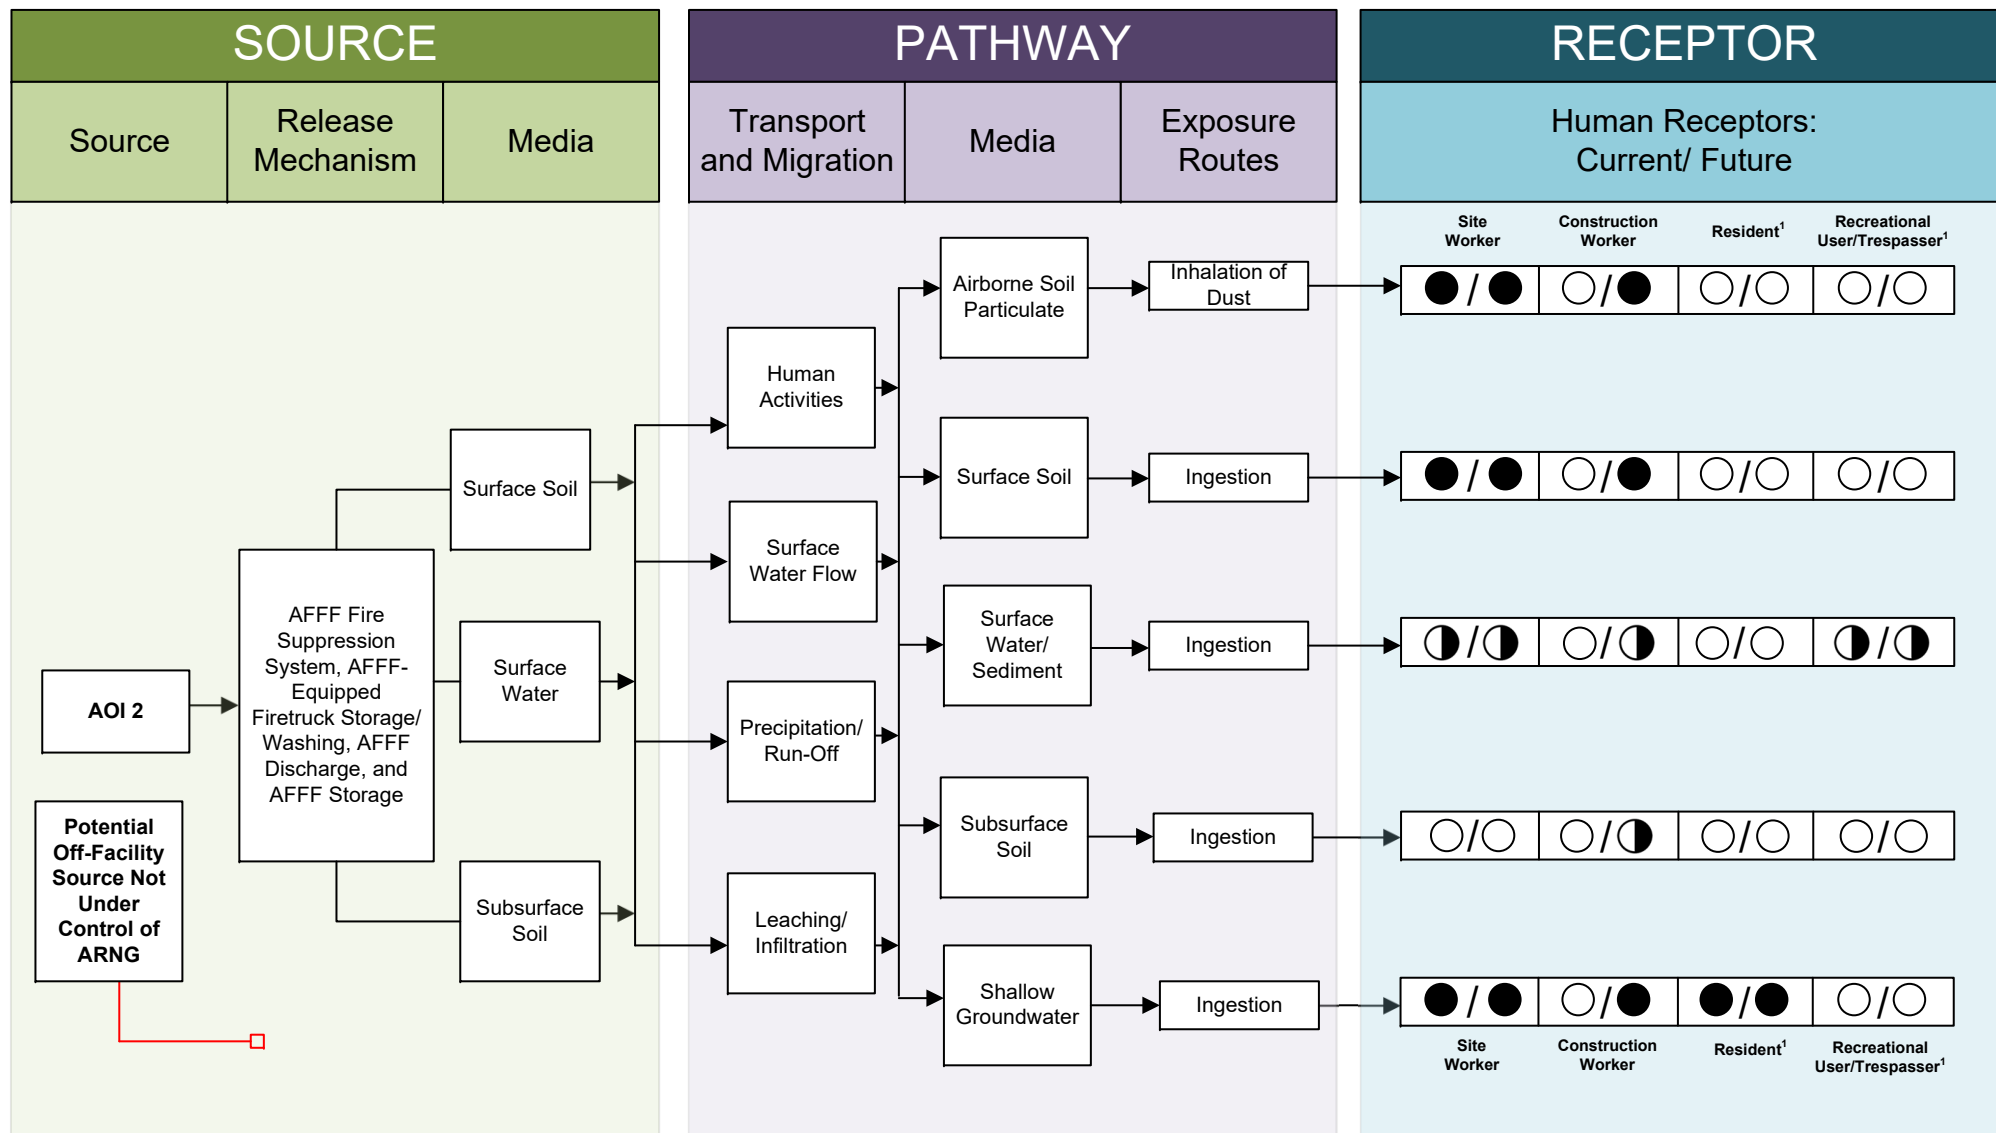 SOURCE
PATHWAY
RECEPTOR
Source
Release
Mechanism
Media
Transport
and Migration
Media
Exposure
Routes
Human Receptors:
Current/ Future
Site
Worker
Construction
Worker
Resident¹
Recreational
User/Trespasser¹
AOI 2
Potential
Off-Facility
Source Not
Under
Control of
ARNG
AFFF Fire
Suppression
System, AFFF-
Equipped
Firetruck Storage/
Washing, AFFF
Discharge, and
AFFF Storage
Surface Soil
Surface
Water
Subsurface
Soil
Human
Activities
Surface
Water Flow
Precipitation/
Run-Off
Leaching/
Infiltration
Airborne Soil
Particulate
Surface Soil
Surface
Water/
Sediment
Subsurface
Soil
Shallow
Groundwater
Inhalation of
Dust
Ingestion
Ingestion
Ingestion
Ingestion
/ / / /
/ / / /
/ / / /
/ / / /
/ / / /
Site
Worker
Construction
Worker
Resident¹
Recreational
User/Trespasser¹